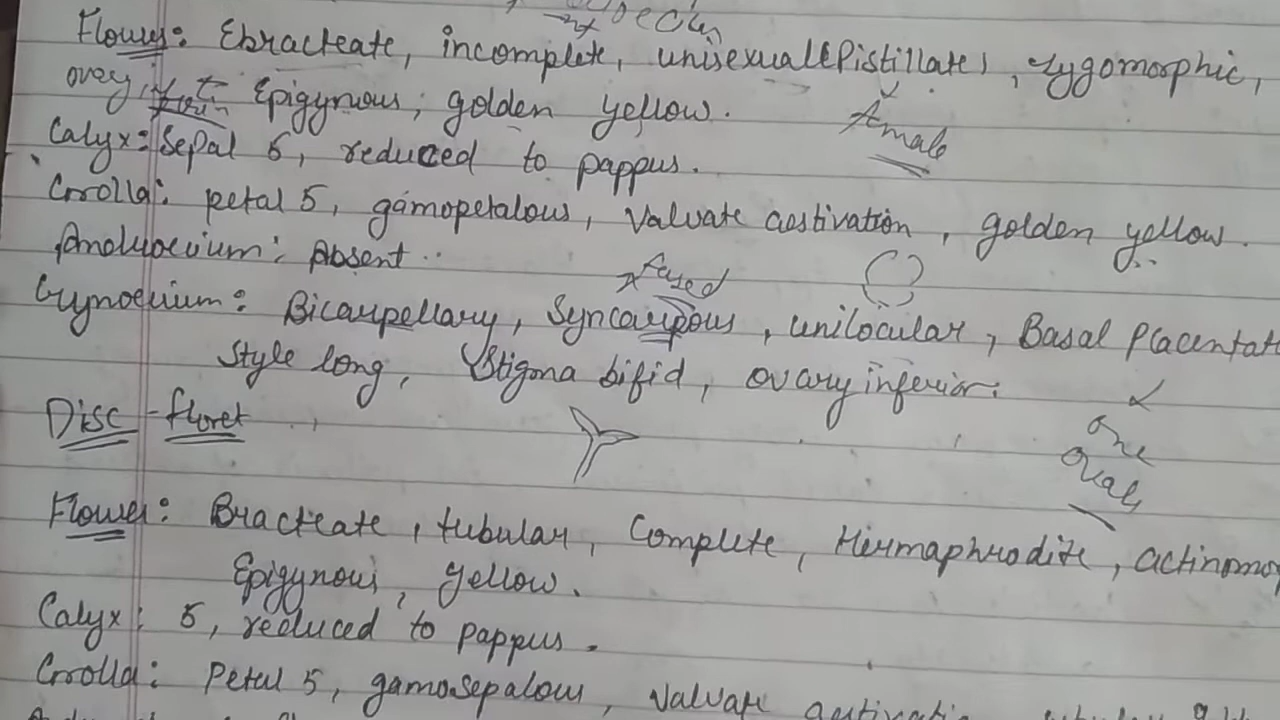 Flower: Ebracteate, incomplete, unisexual (Pistillate), zygomorphic,
ovary Epigynous, golden yellow.
female
Calyx: Sepal 5, reduced to pappus.
Corolla: petal 5, gamopetalous, Valvate aestivation, golden yellow.
Androecium: Absent..
fused
Gynoecium: Bicarpellary, Syncarpous, unilocular, Basal Placentat
Style long, Stigma bifid, ovary inferior.
one
Disc-floret
Flower: Bracteate, tubular, Complete, Hermaphrodite, actinomo
Epigynous, yellow.
Calyx: 5, reduced to pappus.
Corolla: Petal 5, gamosepalous, Valvate aestivation, tubular